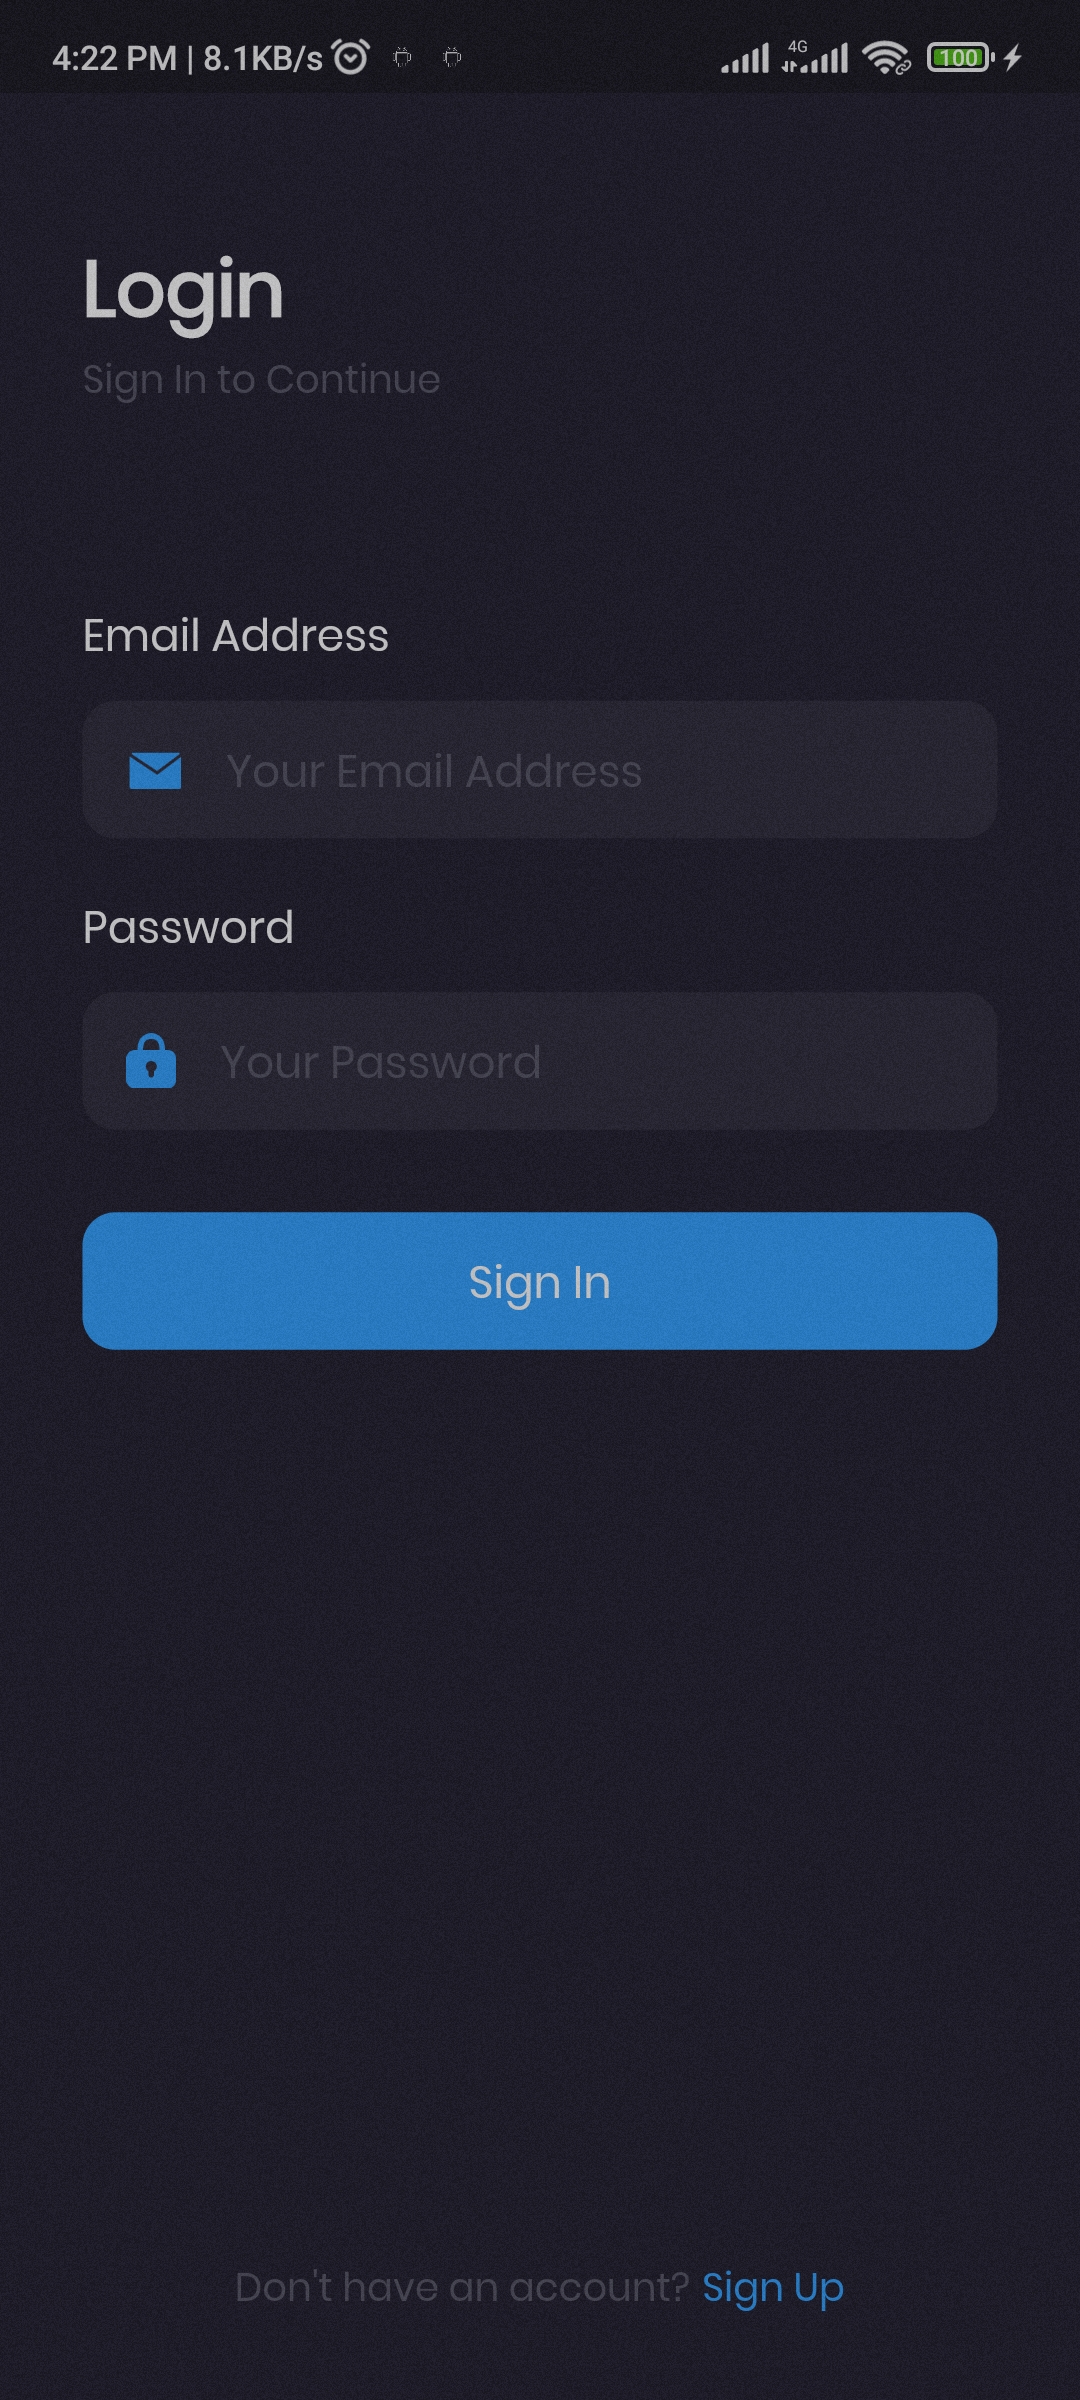 4:22 PM | 8.1KB/s 4G 100
Login
Sign In to Continue
Email Address
Your Email Address
Password
Your Password
Sign In
Don't have an account? Sign Up